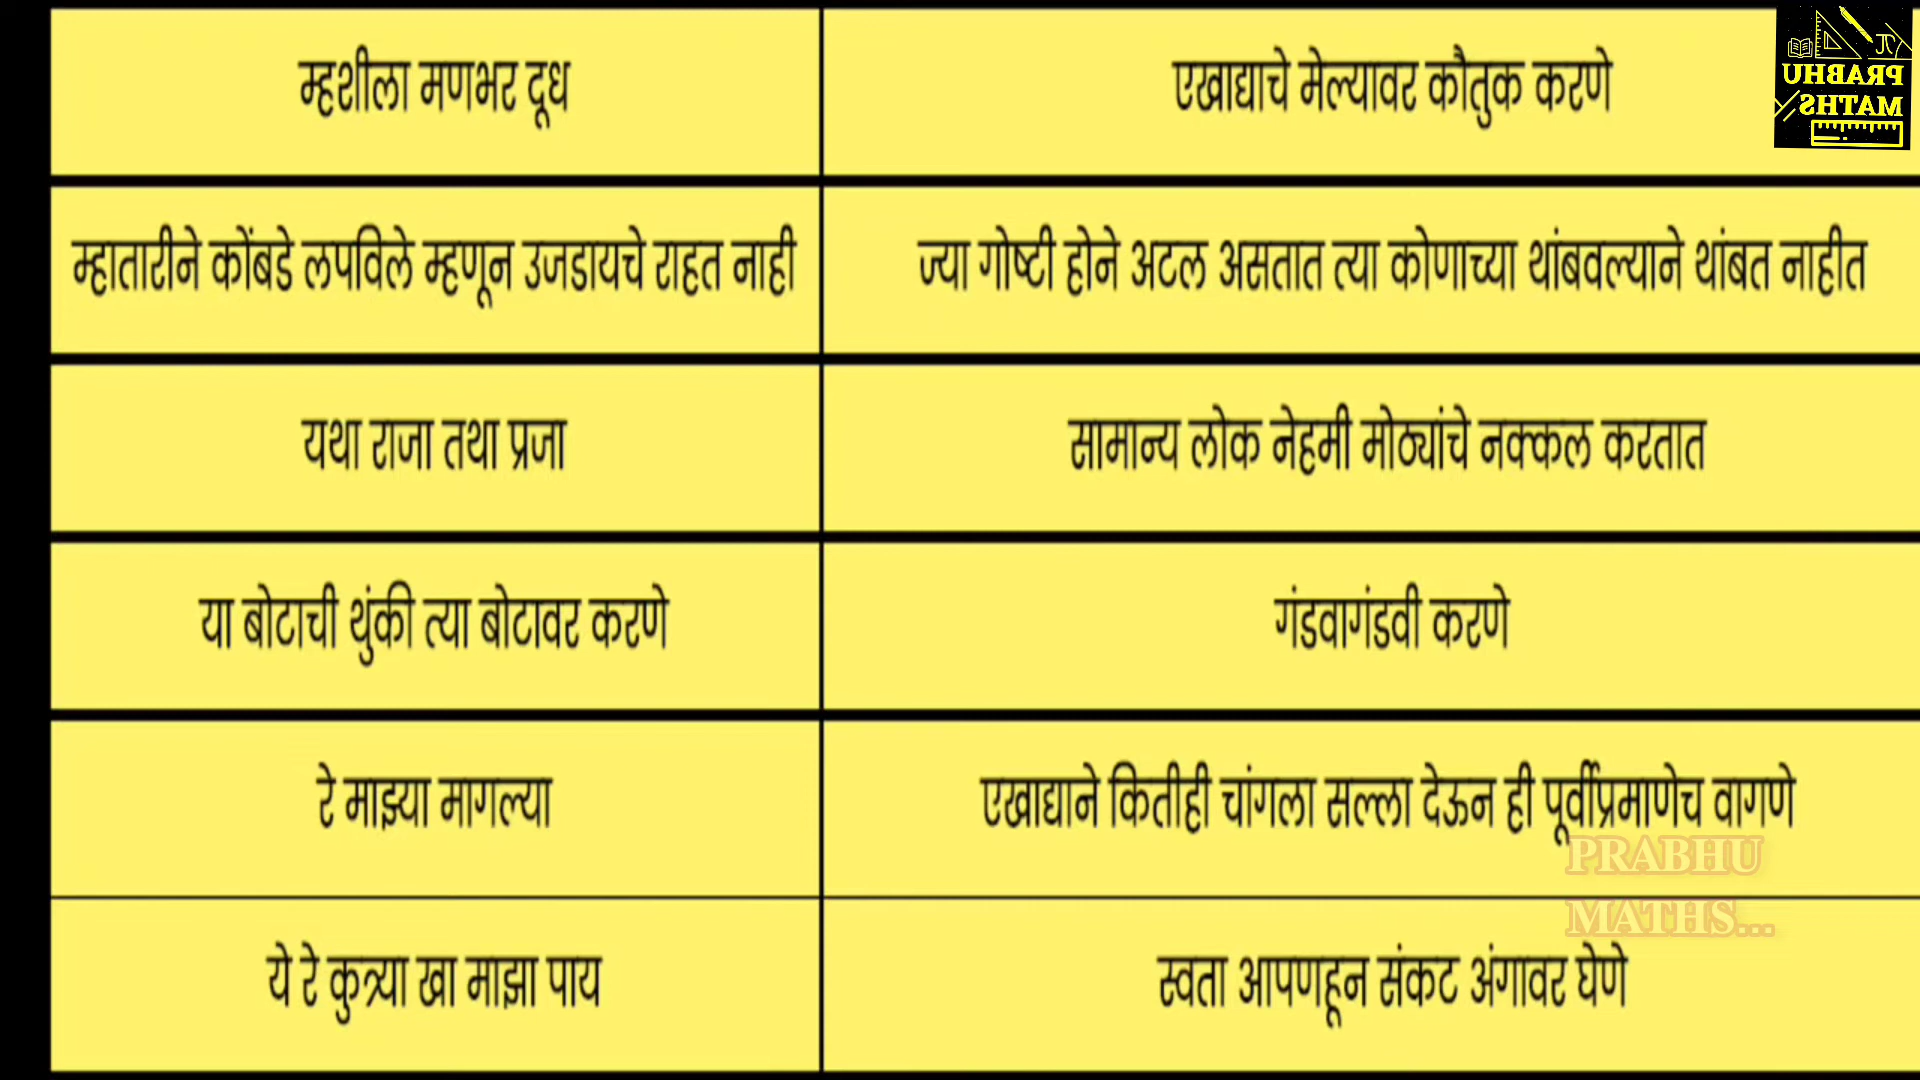 म्हशीला मणभर दूध
एखाद्याचे मेल्यावर कौतुक करणे
PRABHU
MATHS
म्हातारीने कोंबडे लपविले म्हणून उजडायचे राहत नाही
ज्या गोष्टी होने अटल असतात त्या कोणाच्या थांबवल्याने थांबत नाहीत
यथा राजा तथा प्रजा
सामान्य लोक नेहमी मोठ्यांचे नक्कल करतात
या बोटाची थुंकी त्या बोटावर करणे
गंडवागंडवी करणे
रे माझ्या मागल्या
एखाद्याने कितीही चांगला सल्ला देऊन ही पूर्वीप्रमाणेच वागणे
PRABHU
MATHS...
ये रे कुत्र्या खा माझा पाय
स्वता आपणहून संकट अंगावर घेणे